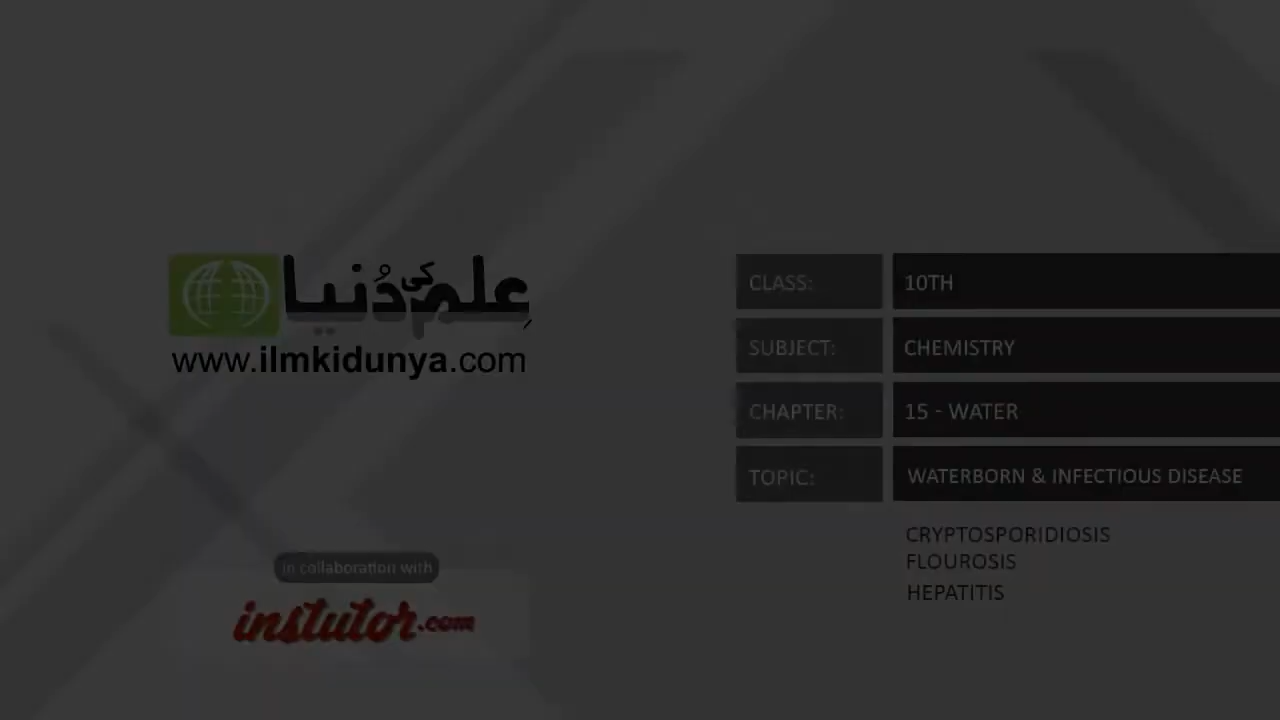 عِلم کی دُنیا
www.ilmkidunya.com
in collaboration with
instutor.com
CLASS: 10TH
SUBJECT: CHEMISTRY
CHAPTER: 15 - WATER
TOPIC: WATERBORN & INFECTIOUS DISEASE
CRYPTOSPORIDIOSIS
FLOUROSIS
HEPATITIS